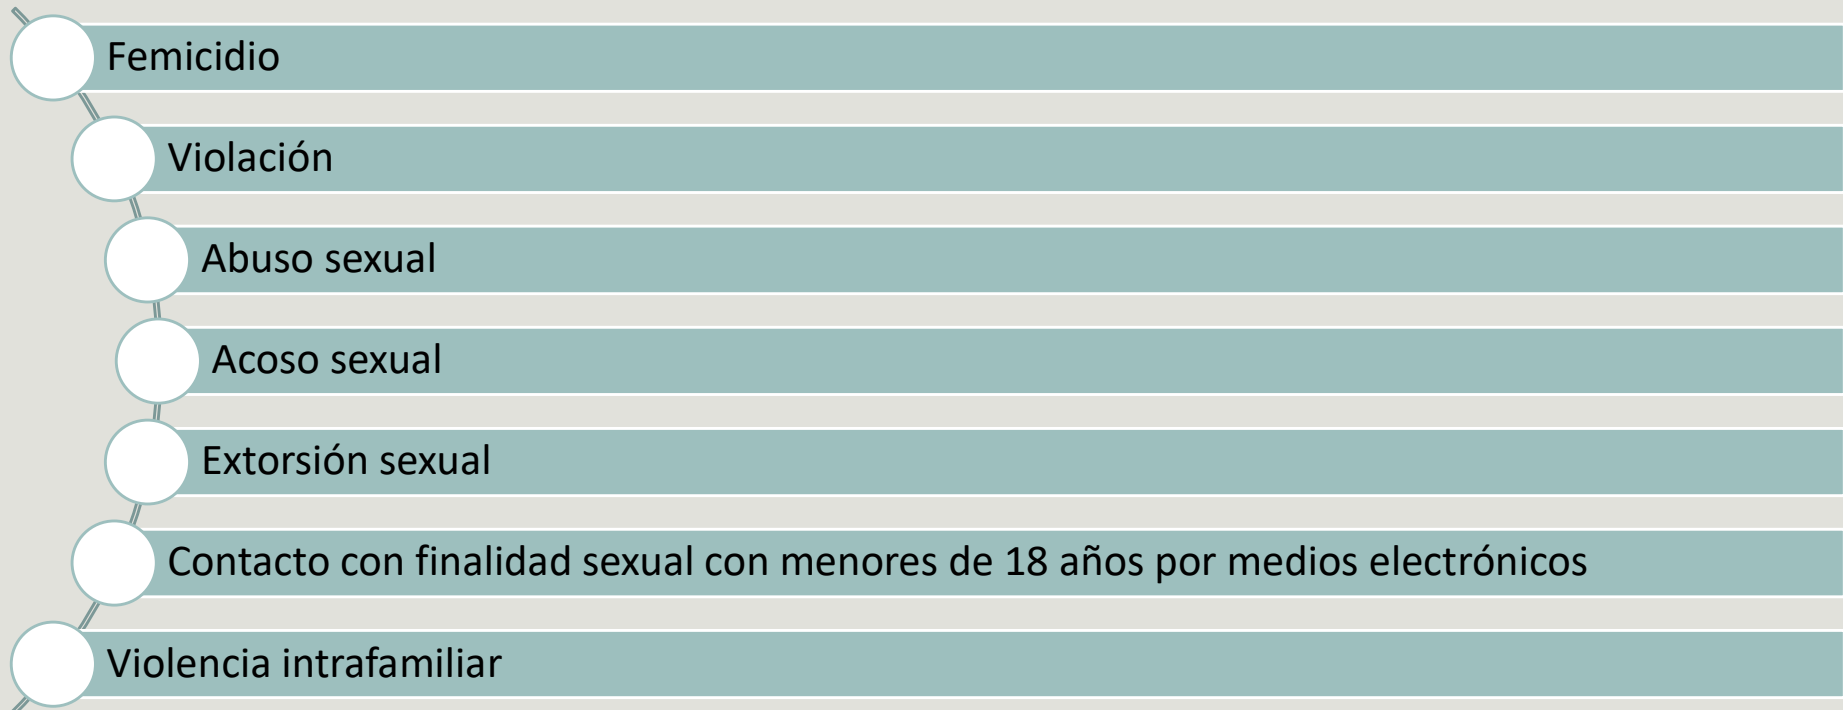 Femicidio
Violación
Abuso sexual
Acoso sexual
Extorsión sexual
Contacto con finalidad sexual con menores de 18 años por medios electrónicos
Violencia intrafamiliar